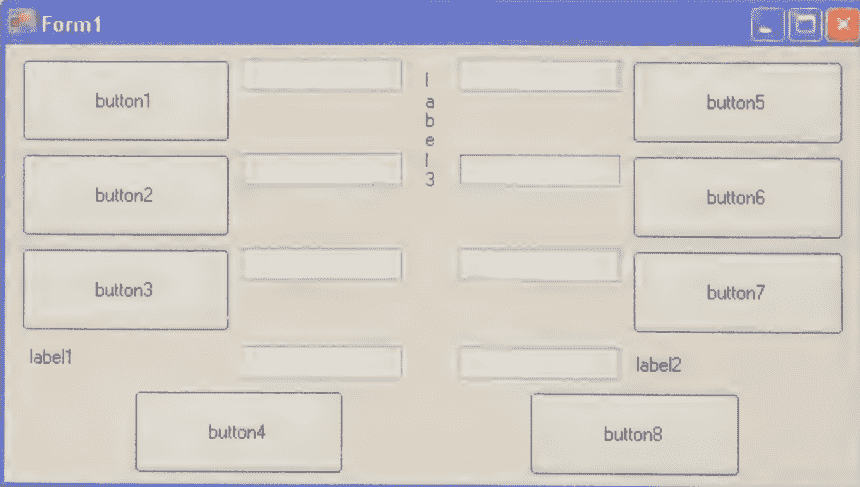 Form1
button1
button5
l
a
b
e
l
3
button2
button6
button3
button7
label1
label2
button4
button8